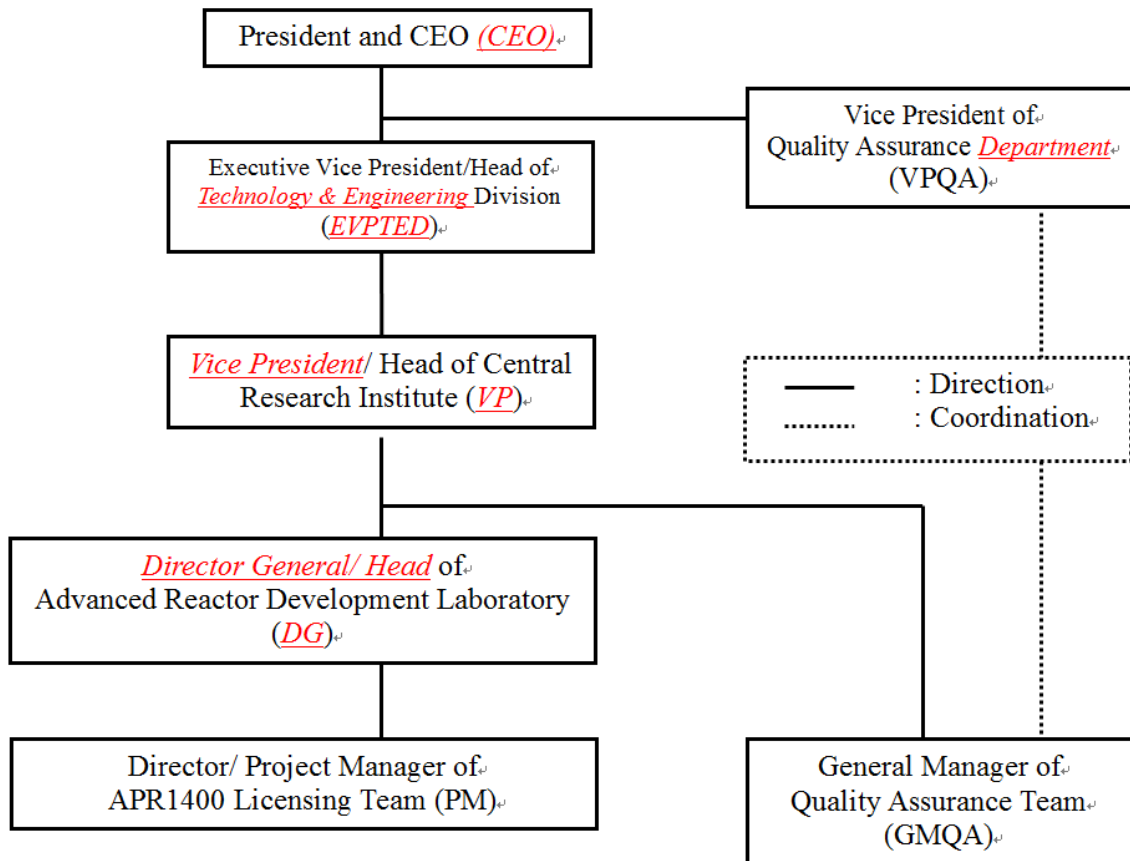 President and CEO (CEO)
Vice President of
Quality Assurance Department
(VPQA)
Executive Vice President/Head of
Technology & Engineering Division
(EVPTED)
Vice President/ Head of Central
Research Institute (VP)
: Direction
: Coordination
Director General/ Head of
Advanced Reactor Development Laboratory
(DG)
Director/ Project Manager of
APR1400 Licensing Team (PM)
General Manager of
Quality Assurance Team
(GMQA)